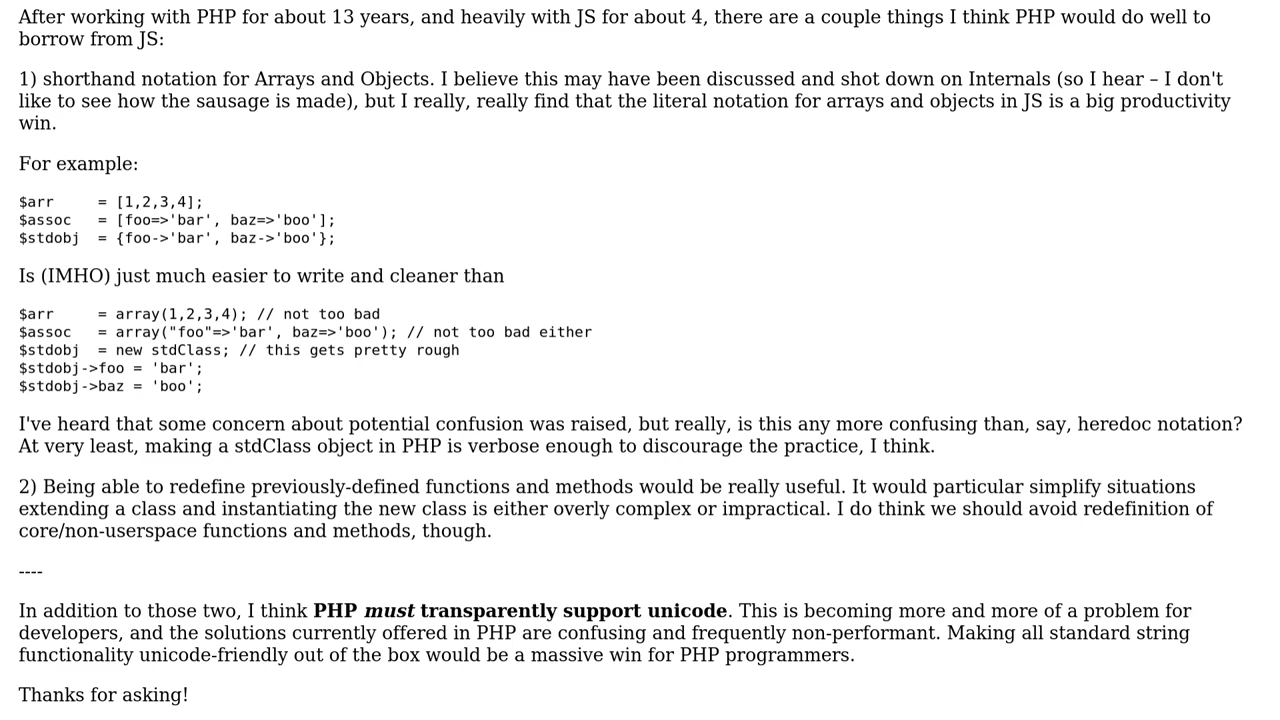 After working with PHP for about 13 years, and heavily with JS for about 4, there are a couple things I think PHP would do well to
borrow from JS:
1) shorthand notation for Arrays and Objects. I believe this may have been discussed and shot down on Internals (so I hear – I don't
like to see how the sausage is made), but I really, really find that the literal notation for arrays and objects in JS is a big productivity
win.
For example:
$arr     = [1,2,3,4];
$assoc   = [foo=>'bar', baz=>'boo'];
$stdobj  = {foo->'bar', baz->'boo'};
Is (IMHO) just much easier to write and cleaner than
$arr     = array(1,2,3,4); // not too bad
$assoc   = array("foo"=>'bar', baz=>'boo'); // not too bad either
$stdobj  = new stdClass; // this gets pretty rough
$stdobj->foo = 'bar';
$stdobj->baz = 'boo';
I've heard that some concern about potential confusion was raised, but really, is this any more confusing than, say, heredoc notation?
At very least, making a stdClass object in PHP is verbose enough to discourage the practice, I think.
2) Being able to redefine previously-defined functions and methods would be really useful. It would particular simplify situations
extending a class and instantiating the new class is either overly complex or impractical. I do think we should avoid redefinition of
core/non-userspace functions and methods, though.
----
In addition to those two, I think PHP must transparently support unicode. This is becoming more and more of a problem for
developers, and the solutions currently offered in PHP are confusing and frequently non-performant. Making all standard string
functionality unicode-friendly out of the box would be a massive win for PHP programmers.
Thanks for asking!